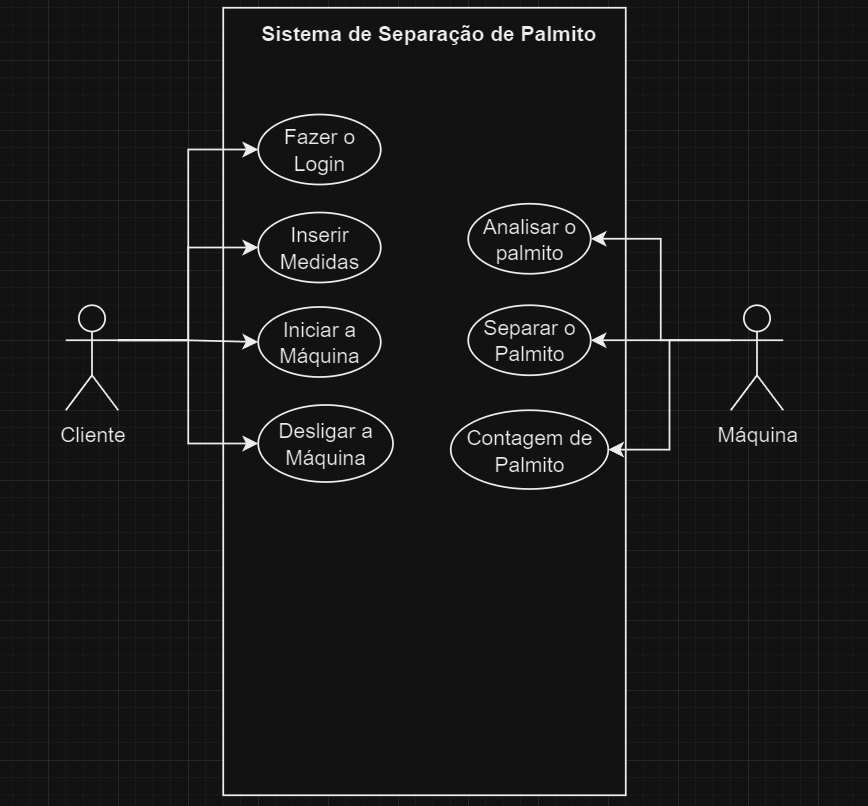 Sistema de Separação de Palmito
Fazer o
Login
Inserir
Medidas
Iniciar a
Máquina
Desligar a
Máquina
Analisar o
palmito
Separar o
Palmito
Contagem de
Palmito
Cliente
Máquina